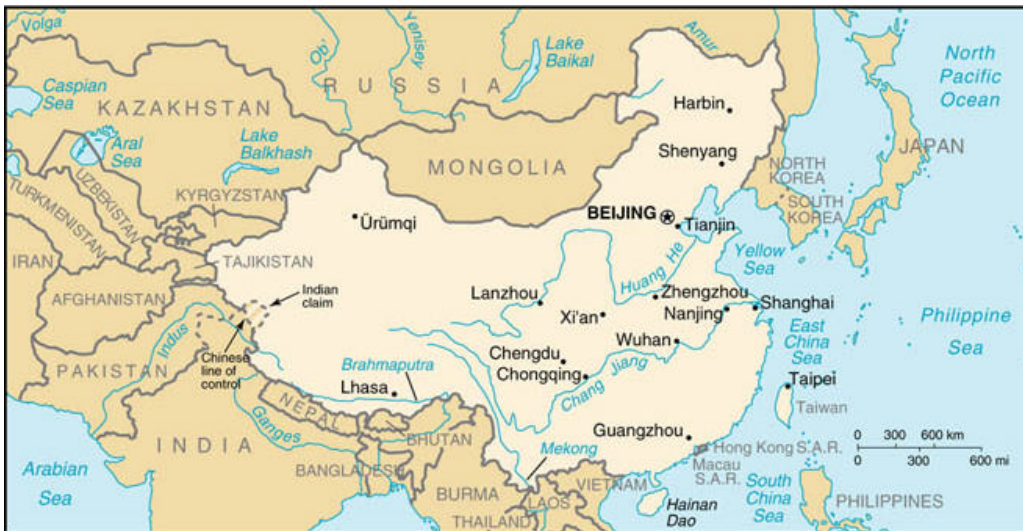 Volga
Ob'
Yenisey
Lake
Baikal
Amur
North
Pacific
Ocean
Caspian
Sea
KAZAKHSTAN
RUSSIA
Harbin
Aral
Sea
Lake
Balkhash
MONGOLIA
Shenyang
JAPAN
NORTH
KOREA
SOUTH
KOREA
UZBEKISTAN
TURKMENISTAN
KYRGYZSTAN
Ürümqi
BEIJING
Tianjin
Yellow
Sea
IRAN
TAJIKISTAN
AFGHANISTAN
Indian
claim
Huang He
Lanzhou
Zhengzhou
Shanghai
Xi'an
Nanjing
East
China
Sea
Philippine
Sea
Indus
Chinese
line of
control
Wuhan
PAKISTAN
Brahmaputra
Chengdu
Chongqing
Chang Jiang
Lhasa
Taipei
Taiwan
NEPAL
INDIA
Ganges
BHUTAN
Guangzhou
Mekong
Hong Kong S.A.R.
Macau
S.A.R.
0 300 600 km
0 300 600 mi
Arabian
Sea
BANGLADESH
BURMA
LAOS
VIETNAM
THAILAND
Hainan
Dao
South
China
Sea
PHILIPPINES